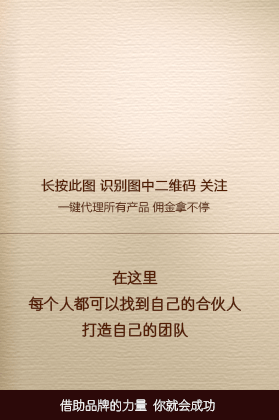 长按此图 识别图中二维码 关注
一键代理所有产品 佣金拿不停
在这里
每个人都可以找到自己的合伙人
打造自己的团队
借助品牌的力量 你就会成功